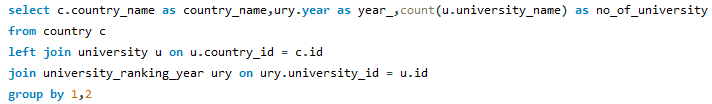 select c.country_name as country_name,ury.year as year_,count(u.university_name) as no_of_university
from country c
left join university u on u.country_id = c.id
join university_ranking_year ury on ury.university_id = u.id
group by 1,2